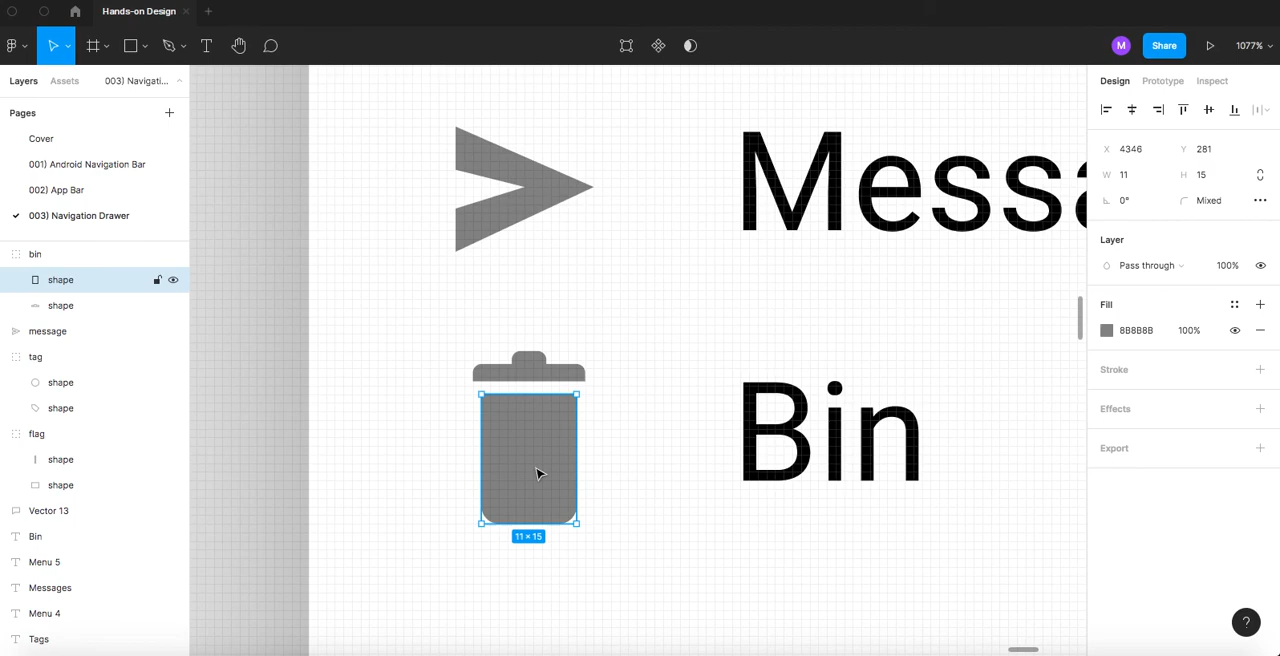 Hands-on Design
M
Share
1077%
Layers
Assets
003) Navigati...
Design
Prototype
Inspect
Pages
Cover
001) Android Navigation Bar
002) App Bar
003) Navigation Drawer
bin
shape
shape
message
tag
shape
shape
flag
shape
shape
Vector 13
Bin
Menu 5
Messages
Menu 4
Tags
Messa
Bin
11 × 15
X 4346
Y 281
W 11
H 15
0°
Mixed
Layer
Pass through
100%
Fill
8B8B8B
100%
Stroke
Effects
Export
?